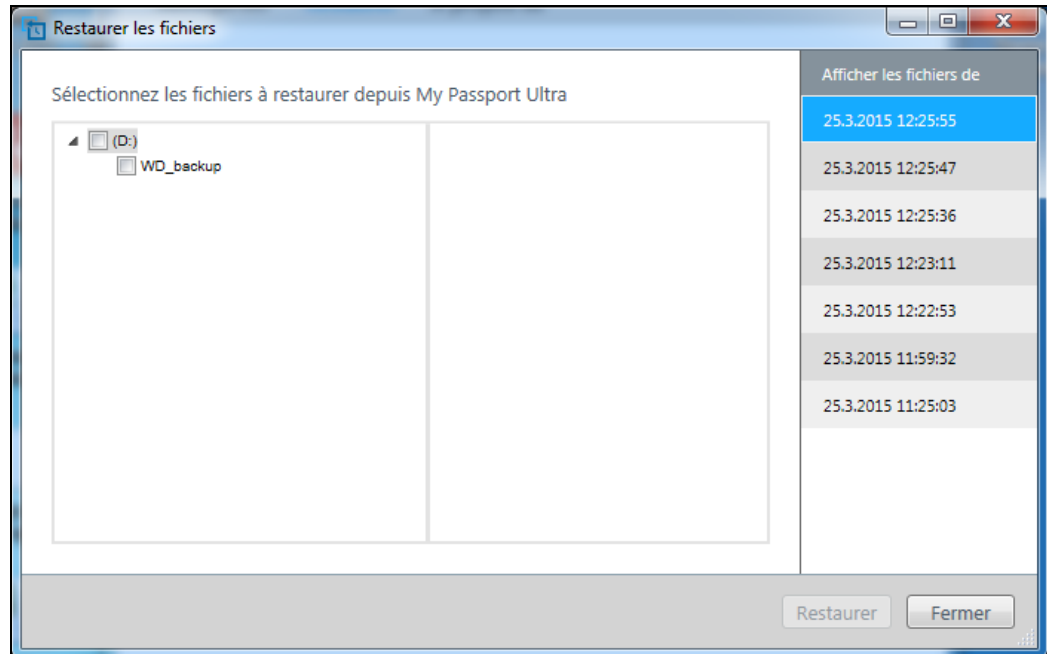 Restaurer les fichiers
Sélectionnez les fichiers à restaurer depuis My Passport Ultra
(D:)
WD_backup
Afficher les fichiers de
25.3.2015 12:25:55
25.3.2015 12:25:47
25.3.2015 12:25:36
25.3.2015 12:23:11
25.3.2015 12:22:53
25.3.2015 11:59:32
25.3.2015 11:25:03
Restaurer
Fermer